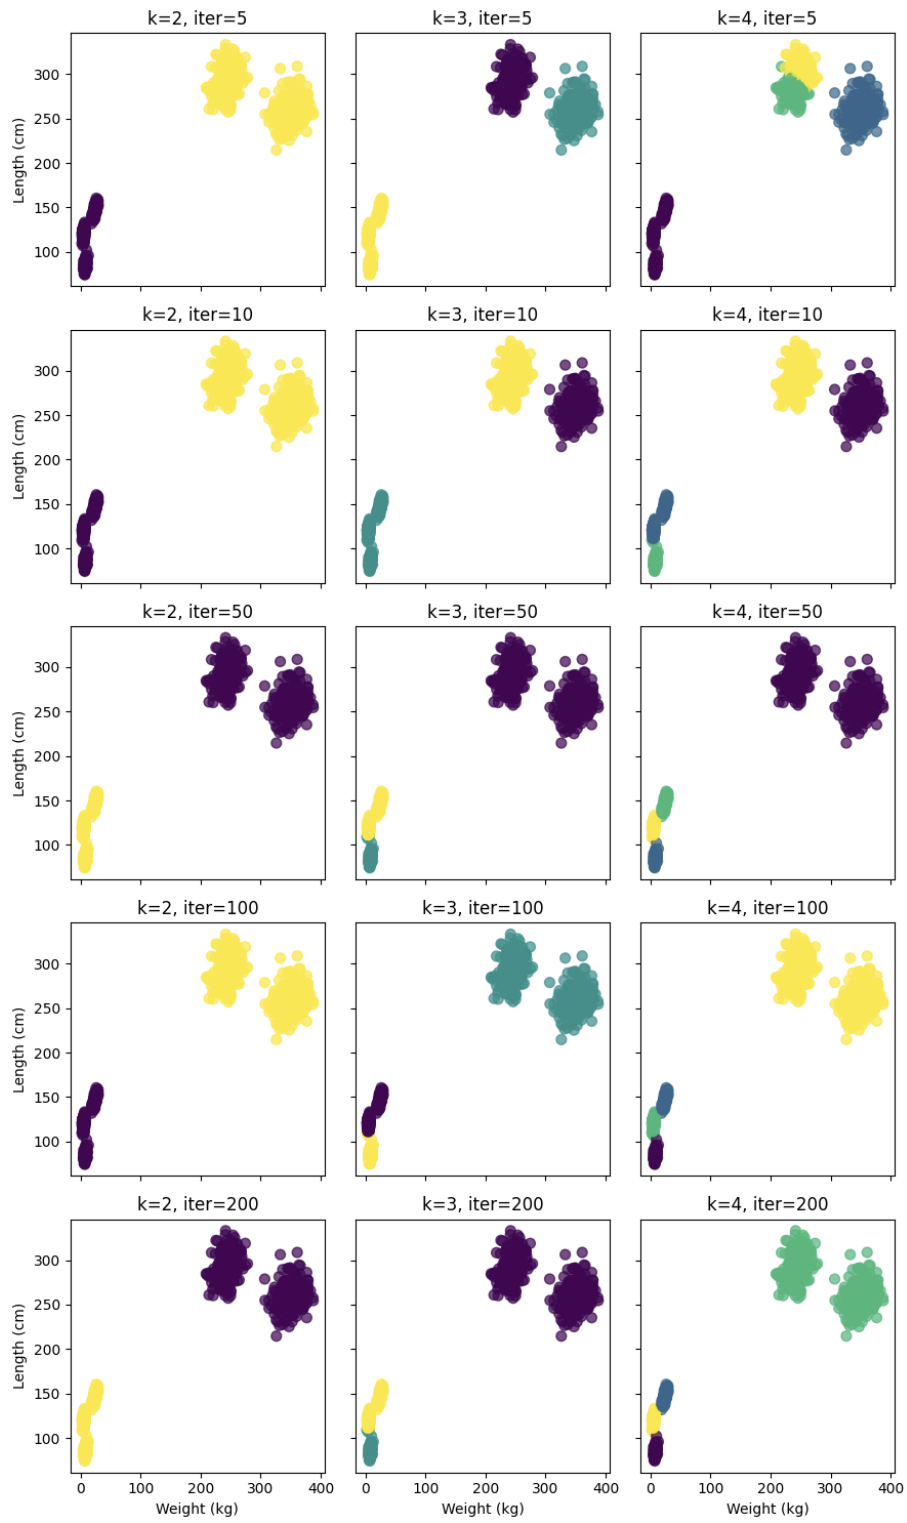 k=2, iter=5
k=3, iter=5
k=4, iter=5
Length (cm)
300
250
200
150
100
k=2, iter=10
k=3, iter=10
k=4, iter=10
Length (cm)
300
250
200
150
100
k=2, iter=50
k=3, iter=50
k=4, iter=50
Length (cm)
300
250
200
150
100
k=2, iter=100
k=3, iter=100
k=4, iter=100
Length (cm)
300
250
200
150
100
k=2, iter=200
k=3, iter=200
k=4, iter=200
Length (cm)
300
250
200
150
100
0 100 200 300 400
0 100 200 300 400
0 100 200 300 400
Weight (kg)
Weight (kg)
Weight (kg)